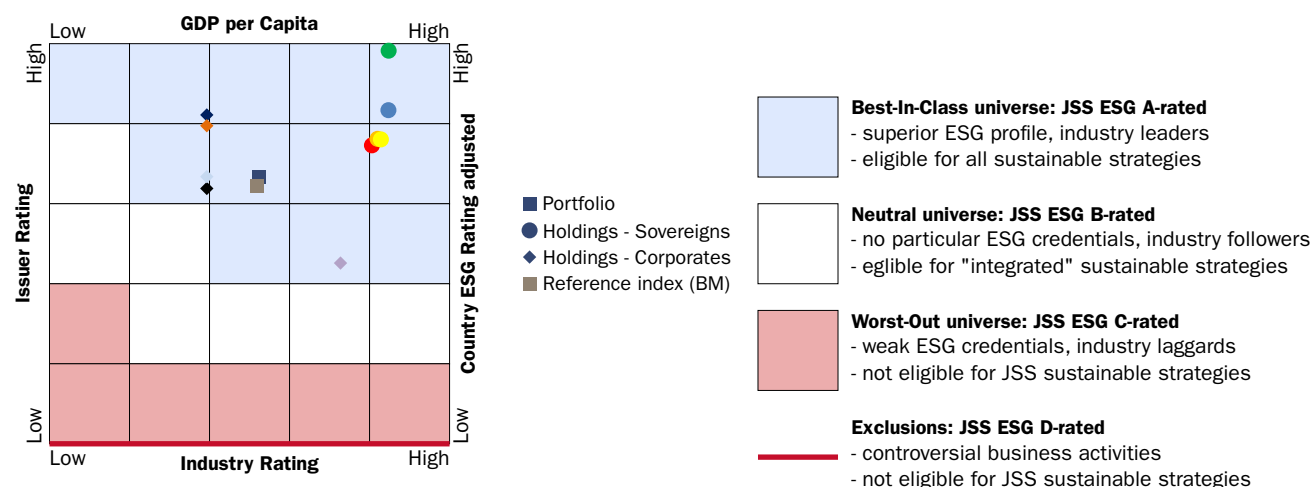 GDP per Capita
Low
High
High
High
Issuer Rating
Country ESG Rating adjusted
Low
Low
Low
High
Industry Rating
Portfolio
Holdings - Sovereigns
Holdings - Corporates
Reference index (BM)
Best-In-Class universe: JSS ESG A-rated
- superior ESG profile, industry leaders
- eligible for all sustainable strategies
Neutral universe: JSS ESG B-rated
- no particular ESG credentials, industry followers
- eglible for "integrated" sustainable strategies
Worst-Out universe: JSS ESG C-rated
- weak ESG credentials, industry laggards
- not eligible for JSS sustainable strategies
Exclusions: JSS ESG D-rated
- controversial business activities
- not eligible for JSS sustainable strategies